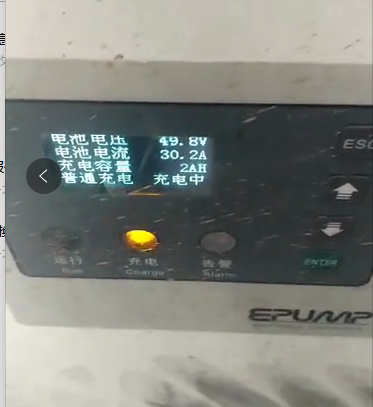 电池电压 49.8V
电池电流 30.2A
充电容量 2AH
普通充电 充电中
ESC
运行 充电 告警
Run Charge Alarm
ENTER
EPUMP